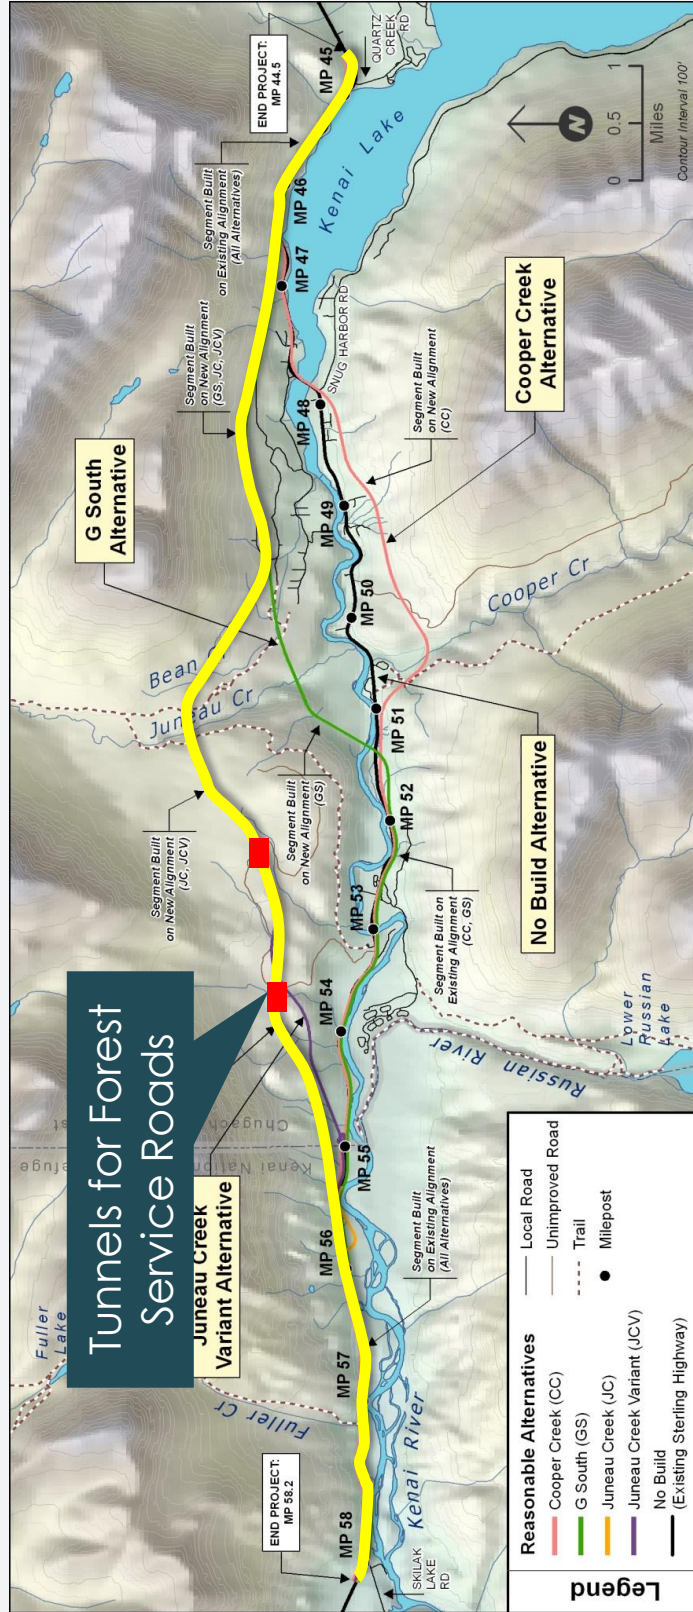 Tunnels for Forest
Service Roads
Fuller
Lake
Juneau Creek
Variant Alternative
Fuller Cr
END PROJECT:
MP 58.2
MP 58
SKILAK
LAKE
RD
Kenai River
MP 57
MP 56
Segment Built
on Existing Alignment
(All Alternatives)
MP 55
Chugach
Kenai Nation
efuge
MP 54
Segment Built
on New Alignment
(JC, JCV)
Juneau Cr
Bean Cr
G South
Alternative
Segment Built
on New Alignment
(GS)
MP 53
MP 52
Segment Built on
Existing Alignment
(CC, GS)
Russian River
Lower
Russian
Lake
No Build Alternative
MP 51
Cooper Cr
MP 50
MP 49
MP 48
SNUG HARBOR RD
Segment Built
on New Alignment
(CC)
Cooper Creek
Alternative
Segment Built
on New Alignment
(GS, JC, JCV)
Segment Built
on Existing Alignment
(All Alternatives)
MP 47
MP 46
Kenai Lake
END PROJECT:
MP 44.5
MP 45
QUARTZ
CREEK
RD
N
0 0.5 1
Miles
Contour Interval 100'
Legend
Reasonable Alternatives
Cooper Creek (CC)
G South (GS)
Juneau Creek (JC)
Juneau Creek Variant (JCV)
No Build
(Existing Sterling Highway)
Local Road
Unimproved Road
Trail
Milepost